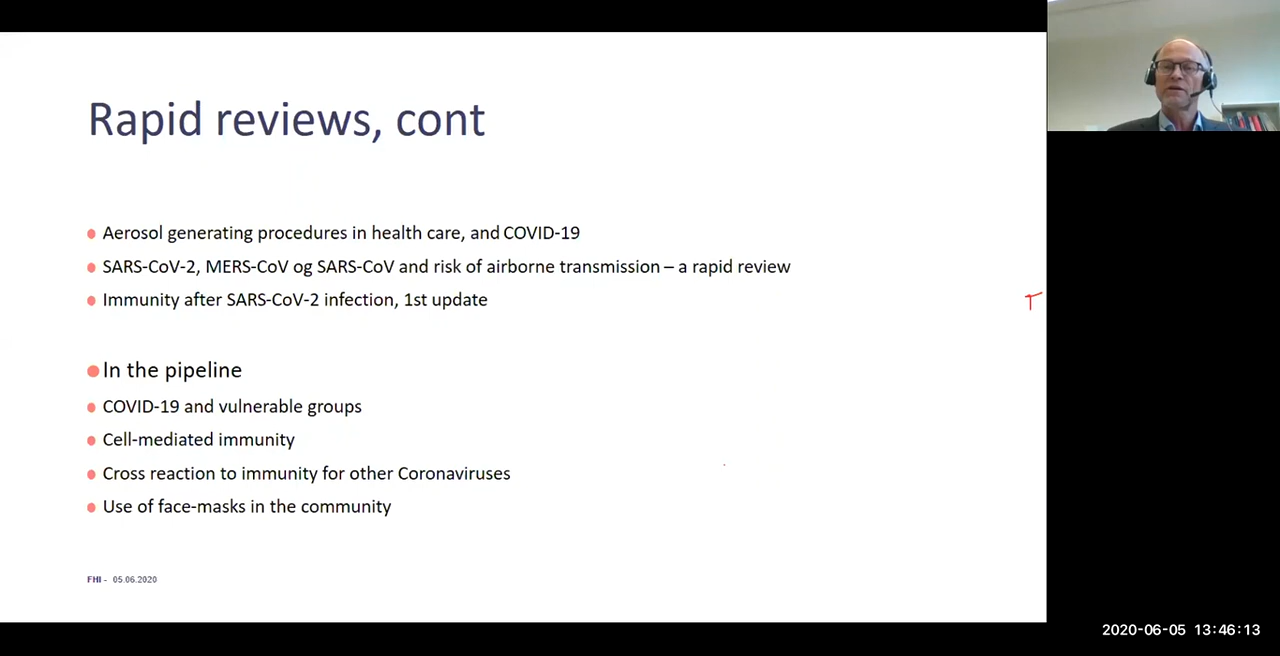 Rapid reviews, cont
Aerosol generating procedures in health care, and COVID-19
SARS-CoV-2, MERS-CoV og SARS-CoV and risk of airborne transmission – a rapid review
Immunity after SARS-CoV-2 infection, 1st update
In the pipeline
COVID-19 and vulnerable groups
Cell-mediated immunity
Cross reaction to immunity for other Coronaviruses
Use of face-masks in the community
FHI - 05.06.2020
2020-06-05 13:46:13